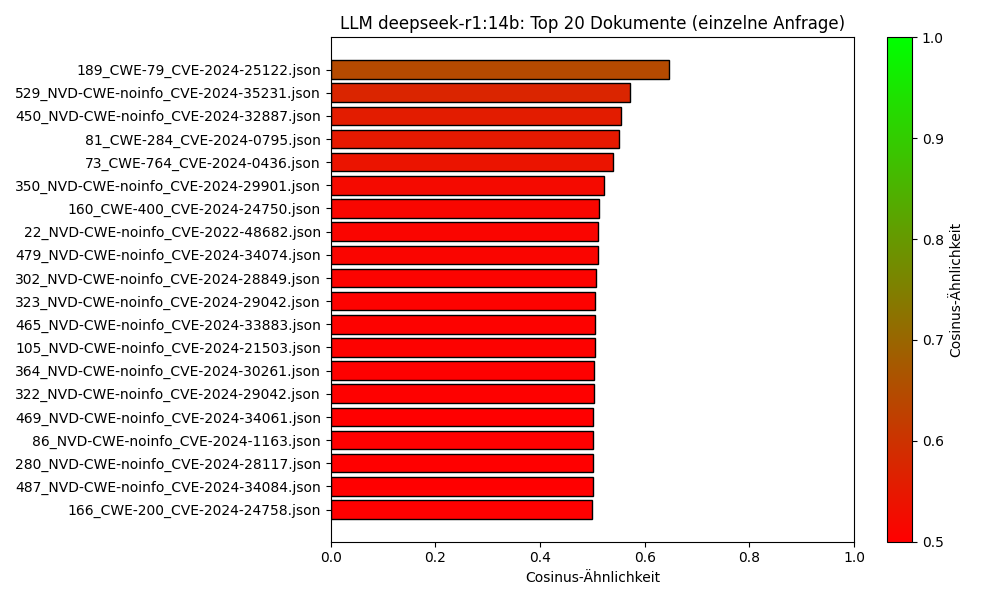 LLM deepseek-r1:14b: Top 20 Dokumente (einzelne Anfrage)
189_CWE-79_CVE-2024-25122.json
529_NVD-CWE-noinfo_CVE-2024-35231.json
450_NVD-CWE-noinfo_CVE-2024-32887.json
81_CWE-284_CVE-2024-0795.json
73_CWE-764_CVE-2024-0436.json
350_NVD-CWE-noinfo_CVE-2024-29901.json
160_CWE-400_CVE-2024-24750.json
22_NVD-CWE-noinfo_CVE-2022-48682.json
479_NVD-CWE-noinfo_CVE-2024-34074.json
302_NVD-CWE-noinfo_CVE-2024-28849.json
323_NVD-CWE-noinfo_CVE-2024-29042.json
465_NVD-CWE-noinfo_CVE-2024-33883.json
105_NVD-CWE-noinfo_CVE-2024-21503.json
364_NVD-CWE-noinfo_CVE-2024-30261.json
322_NVD-CWE-noinfo_CVE-2024-29042.json
469_NVD-CWE-noinfo_CVE-2024-34061.json
86_NVD-CWE-noinfo_CVE-2024-1163.json
280_NVD-CWE-noinfo_CVE-2024-28117.json
487_NVD-CWE-noinfo_CVE-2024-34084.json
166_CWE-200_CVE-2024-24758.json
0.0 0.2 0.4 0.6 0.8 1.0
Cosinus-Ähnlichkeit
1.0
0.9
0.8
0.7
0.6
0.5
Cosinus-Ähnlichkeit